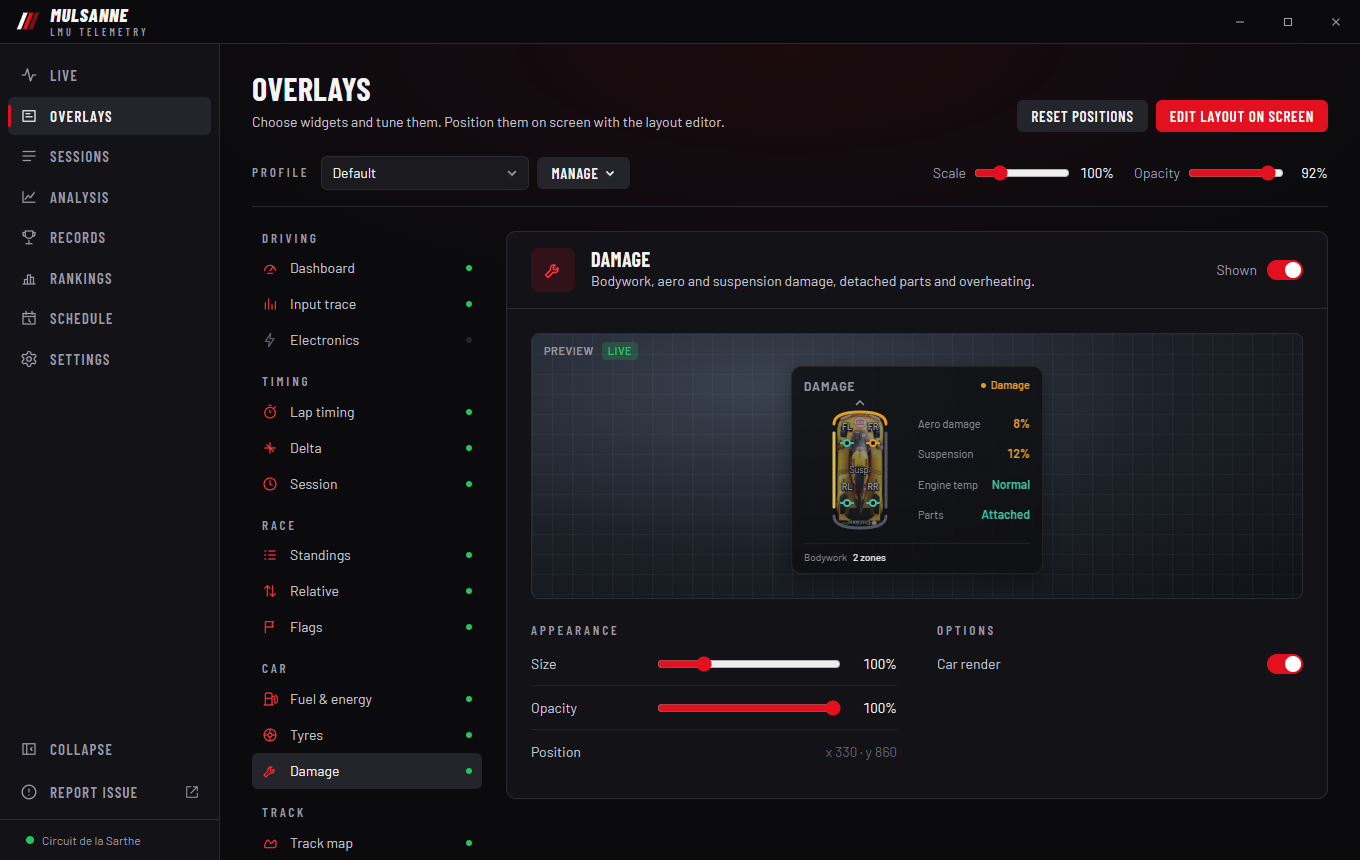 MULSANNE
LMU TELEMETRY
LIVE
OVERLAYS
SESSIONS
ANALYSIS
RECORDS
RANKINGS
SCHEDULE
SETTINGS
COLLAPSE
REPORT ISSUE
Circuit de la Sarthe
OVERLAYS
Choose widgets and tune them. Position them on screen with the layout editor.
RESET POSITIONS
EDIT LAYOUT ON SCREEN
PROFILE
Default
MANAGE
Scale
100%
Opacity
92%
DRIVING
Dashboard
Input trace
Electronics
TIMING
Lap timing
Delta
Session
RACE
Standings
Relative
Flags
CAR
Fuel & energy
Tyres
Damage
TRACK
Track map
DAMAGE
Bodywork, aero and suspension damage, detached parts and overheating.
Shown
PREVIEW LIVE
DAMAGE
Damage
FL FR
Susp.
RL RR
Aero damage 8%
Suspension 12%
Engine temp Normal
Parts Attached
Bodywork 2 zones
APPEARANCE
Size 100%
Opacity 100%
Position x 330 · y 860
OPTIONS
Car render